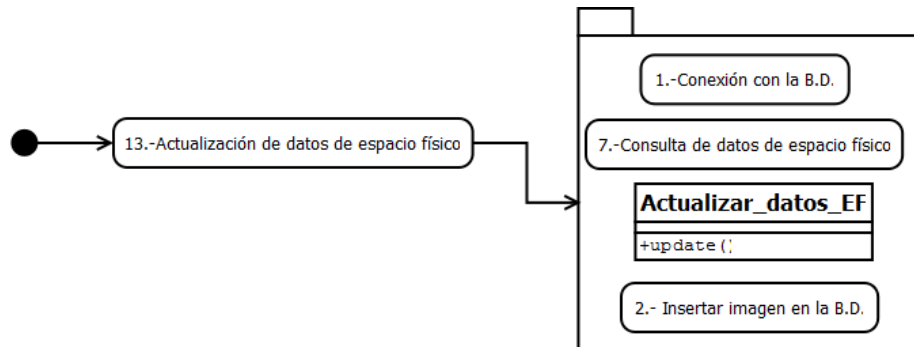 13.-Actualización de datos de espacio físico
1.-Conexión con la B.D.
7.-Consulta de datos de espacio físico
Actualizar_datos_EF
+update()
2.- Insertar imagen en la B.D.